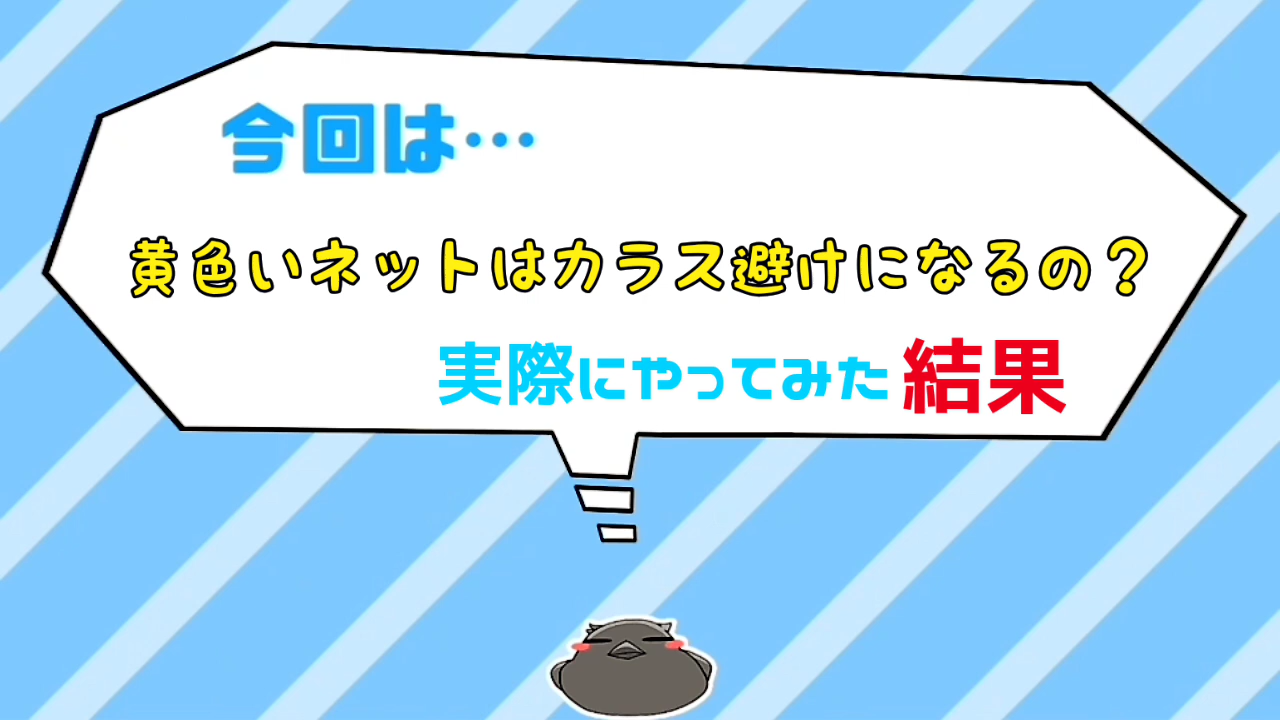 今回は…
黄色いネットはカラス避けになるの？
実際にやってみた結果